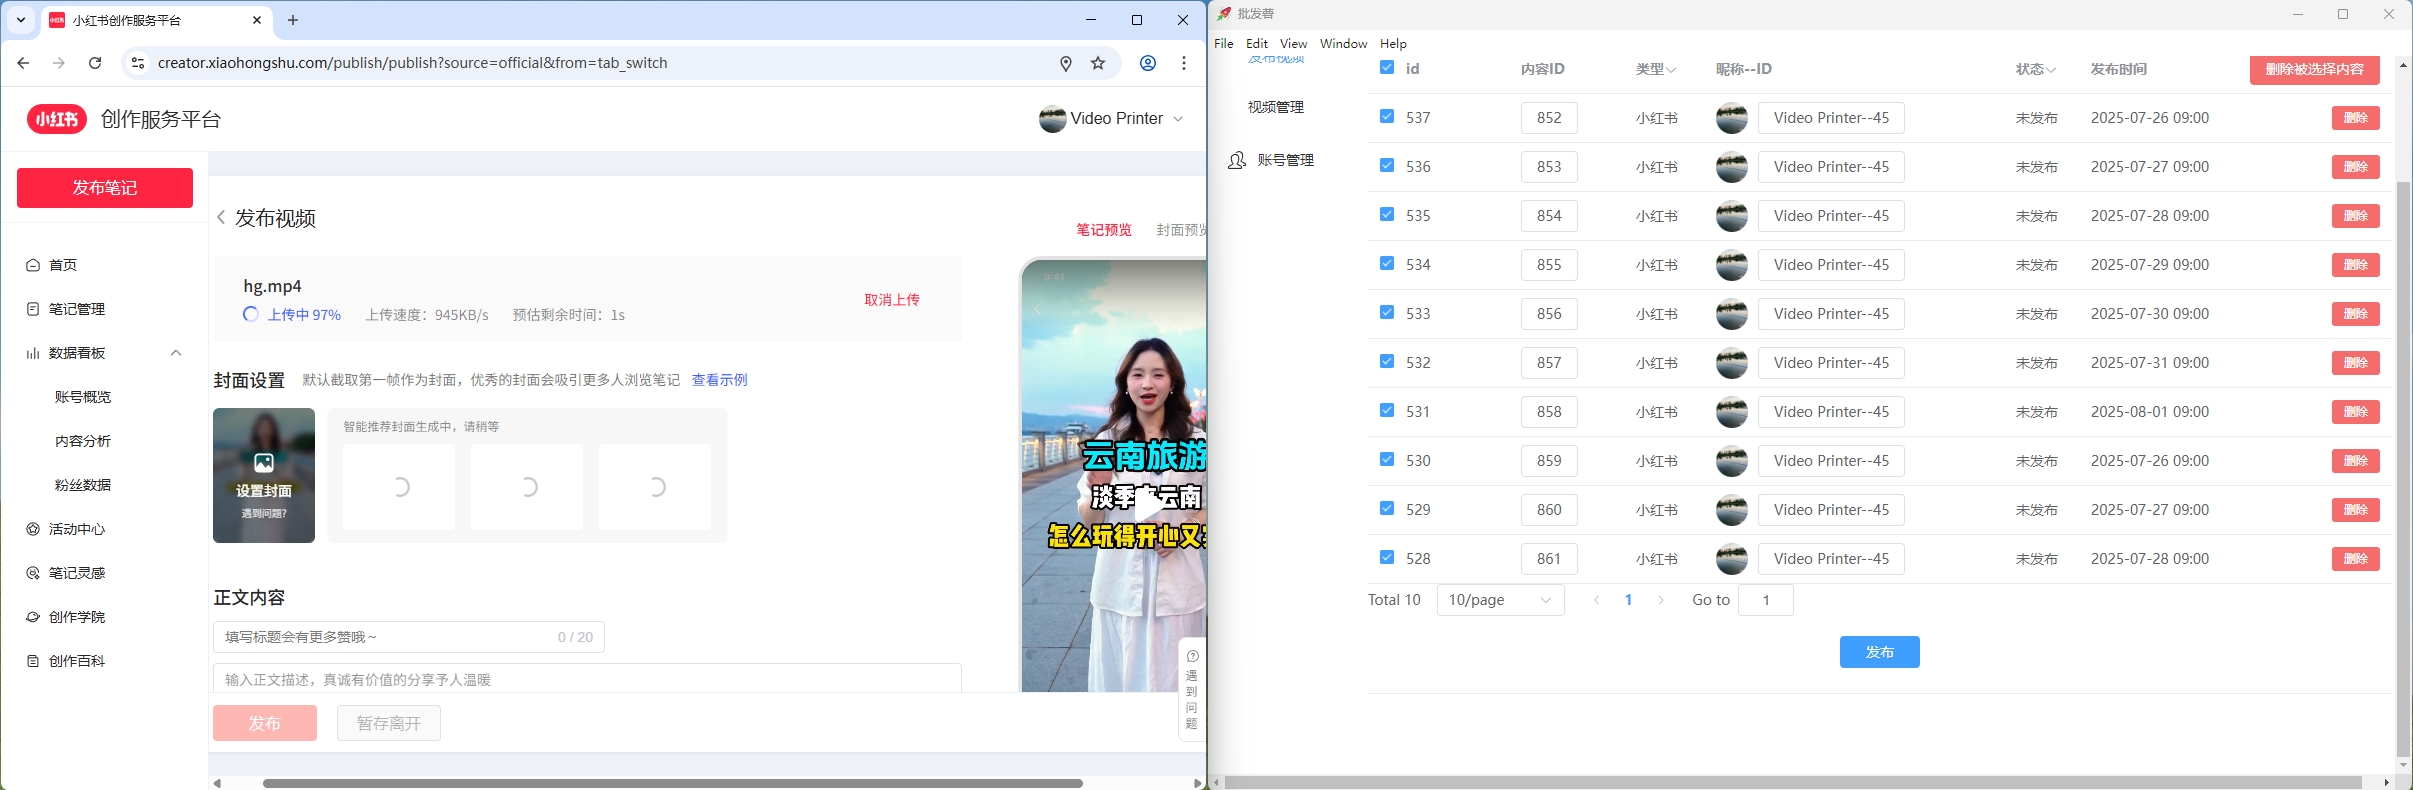 小红书创作服务平台
creator.xiaohongshu.com/publish/publish?source=official&from=tab_switch
小红书 创作服务平台
Video Printer
发布笔记
首页
笔记管理
数据看板
账号概览
内容分析
粉丝数据
活动中心
笔记灵感
创作学院
创作百科
发布视频
笔记预览 封面预览
hg.mp4
上传中 97% 上传速度：945KB/s 预估剩余时间：1s
取消上传
封面设置 默认截取第一帧作为封面，优秀的封面会吸引更多人浏览笔记 查看示例
设置封面
遇到问题?
智能推荐封面生成中，请稍等
正文内容
填写标题会有更多赞哦～ 0 / 20
输入正文描述，真诚有价值的分享予人温暖
发布 暂存离开
9:41
云南旅游
淡季来云南
怎么玩得开心又
遇到问题
批发蓉
File Edit View Window Help
发布视频
视频管理
账号管理
id 内容ID 类型 昵称--ID 状态 发布时间 删除被选择内容
537 852 小红书 Video Printer--45 未发布 2025-07-26 09:00 删除
536 853 小红书 Video Printer--45 未发布 2025-07-27 09:00 删除
535 854 小红书 Video Printer--45 未发布 2025-07-28 09:00 删除
534 855 小红书 Video Printer--45 未发布 2025-07-29 09:00 删除
533 856 小红书 Video Printer--45 未发布 2025-07-30 09:00 删除
532 857 小红书 Video Printer--45 未发布 2025-07-31 09:00 删除
531 858 小红书 Video Printer--45 未发布 2025-08-01 09:00 删除
530 859 小红书 Video Printer--45 未发布 2025-07-26 09:00 删除
529 860 小红书 Video Printer--45 未发布 2025-07-27 09:00 删除
528 861 小红书 Video Printer--45 未发布 2025-07-28 09:00 删除
Total 10 10/page 1 Go to 1
发布